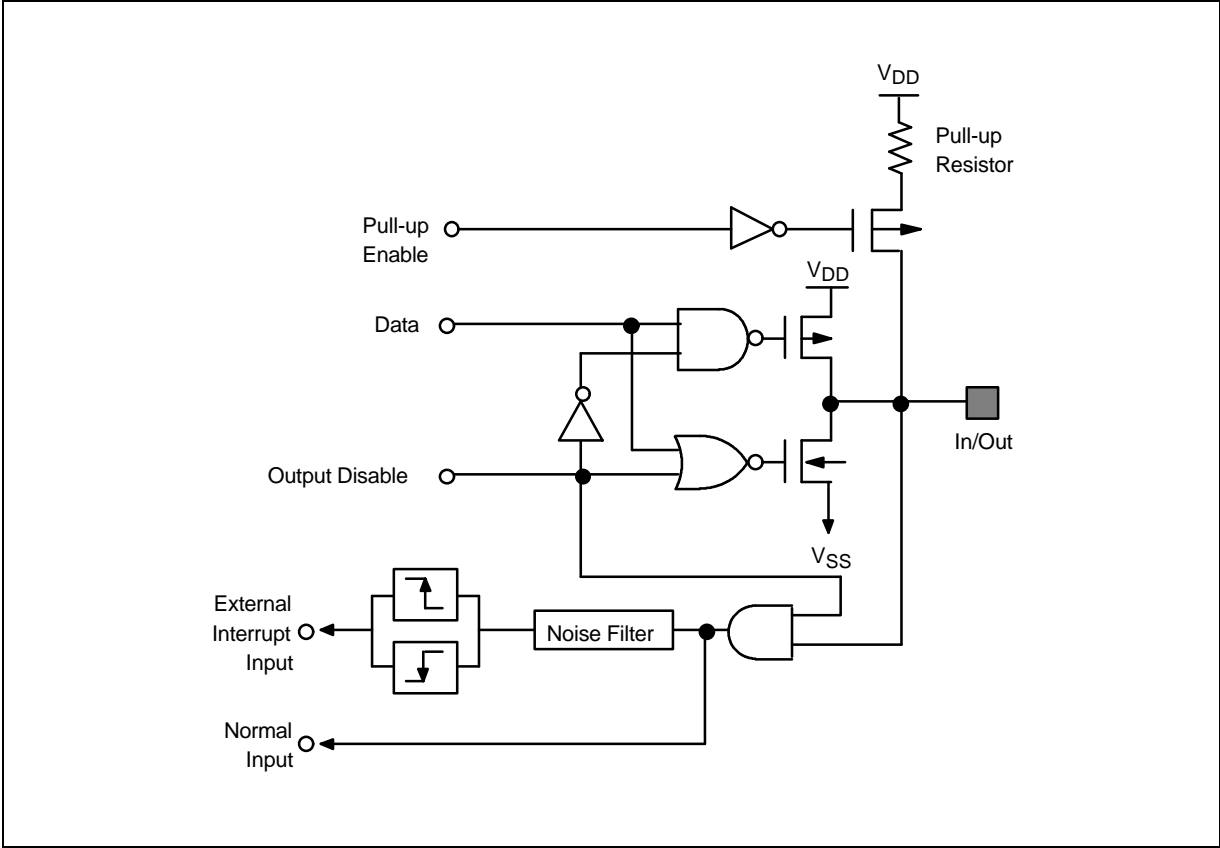 VDD
Pull-up
Resistor
Pull-up
Enable
VDD
Data
In/Out
Output Disable
VSS
External
Interrupt
Input
Noise Filter
Normal
Input